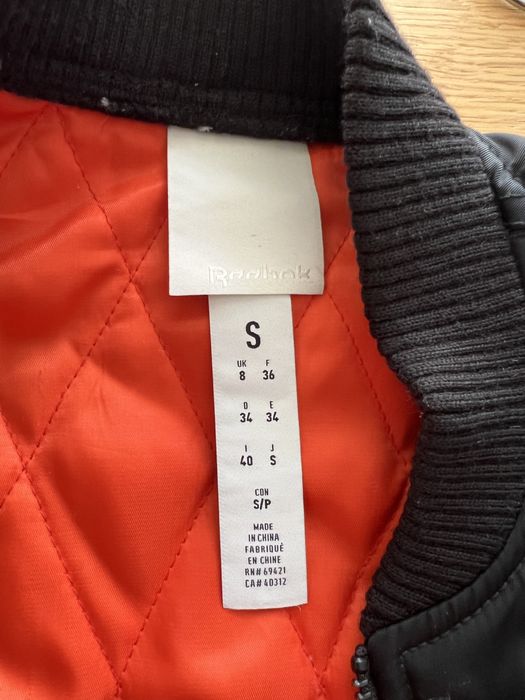 Reebok
S
UK F
8 36
D E
34 34
I J
40 S
CDN
S/P
MADE
IN CHINA
FABRIQUÉ
EN CHINE
RN# 69421
CA# 40312